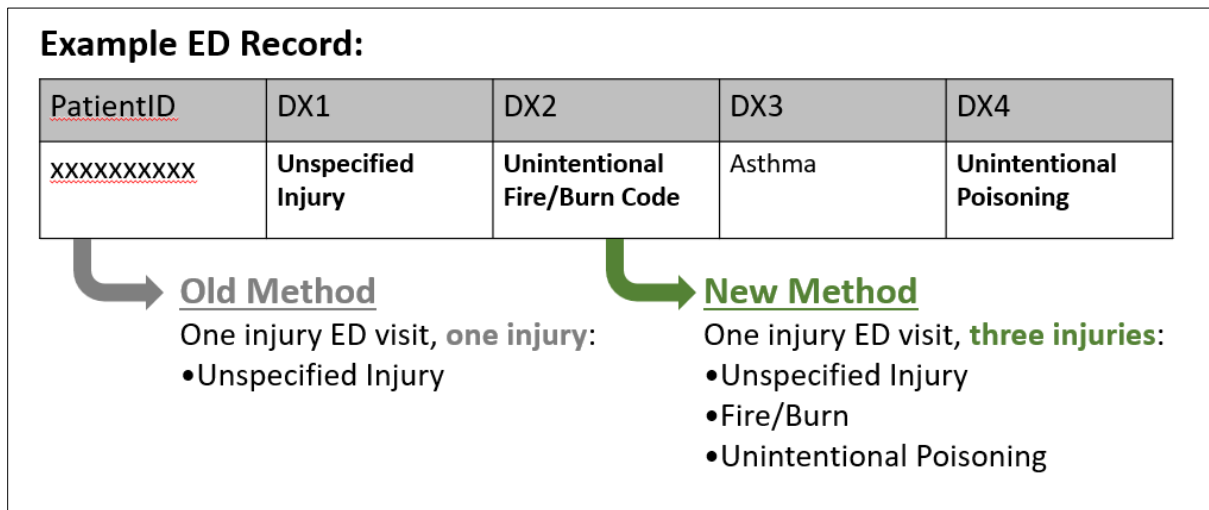 Example ED Record:
PatientID DX1 DX2 DX3 DX4
xxxxxxxxxx Unspecified Injury Unintentional Fire/Burn Code Asthma Unintentional Poisoning
Old Method
One injury ED visit, one injury:
•Unspecified Injury
New Method
One injury ED visit, three injuries:
•Unspecified Injury
•Fire/Burn
•Unintentional Poisoning